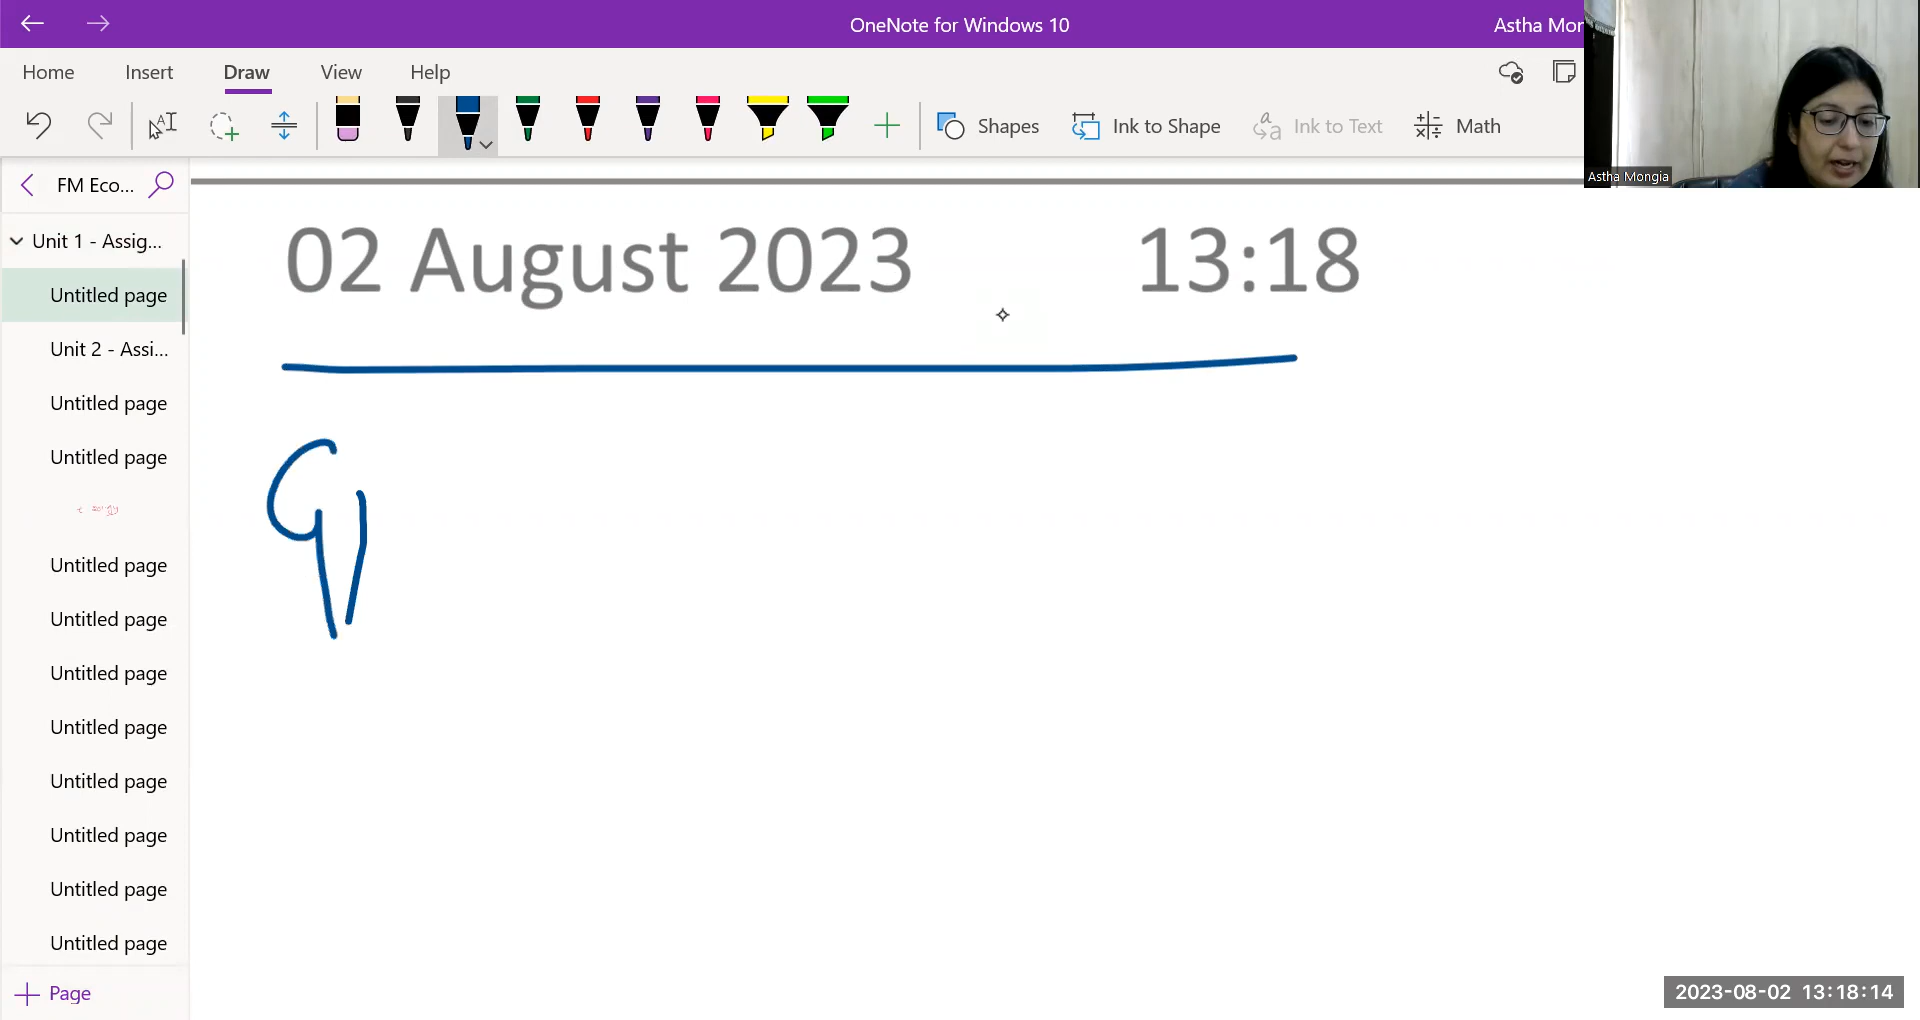 OneNote for Windows 10
Astha Mon
Home Insert Draw View Help
Shapes Ink to Shape Ink to Text Math
FM Eco...
Unit 1 - Assig...
Untitled page
Unit 2 - Assi...
Untitled page
Untitled page
Untitled page
Untitled page
Untitled page
Untitled page
Untitled page
Untitled page
Untitled page
Untitled page
Page
02 August 2023 13:18
Astha Mongia
2023-08-02 13:18:14